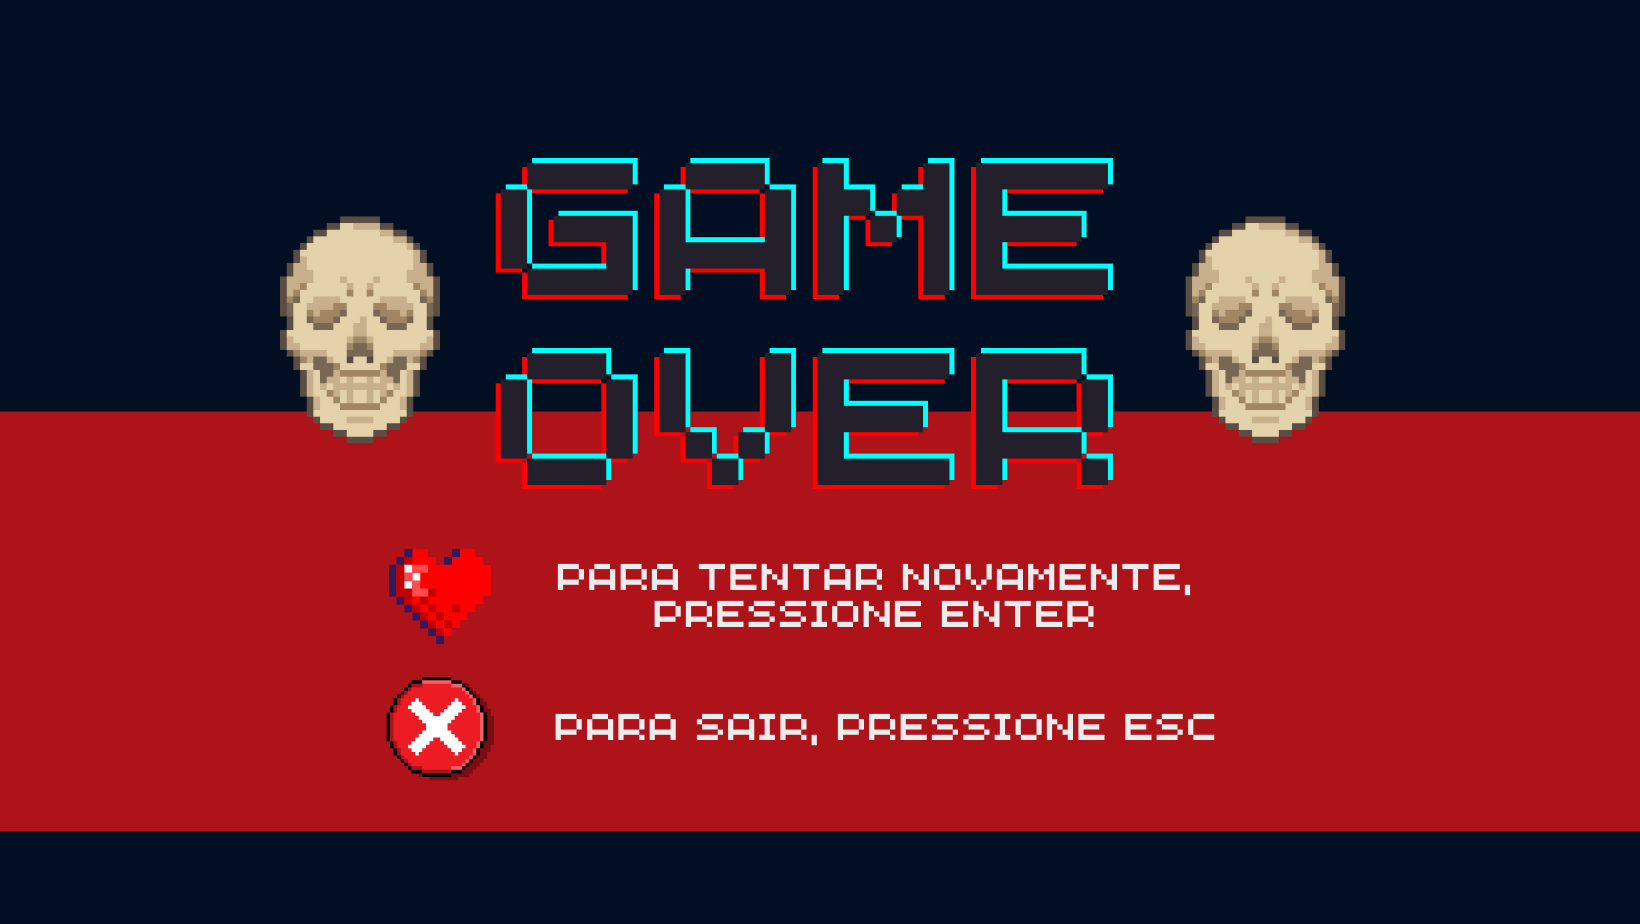 GAME
OVER
PARA TENTAR NOVAMENTE,
PRESSIONE ENTER
PARA SAIR, PRESSIONE ESC